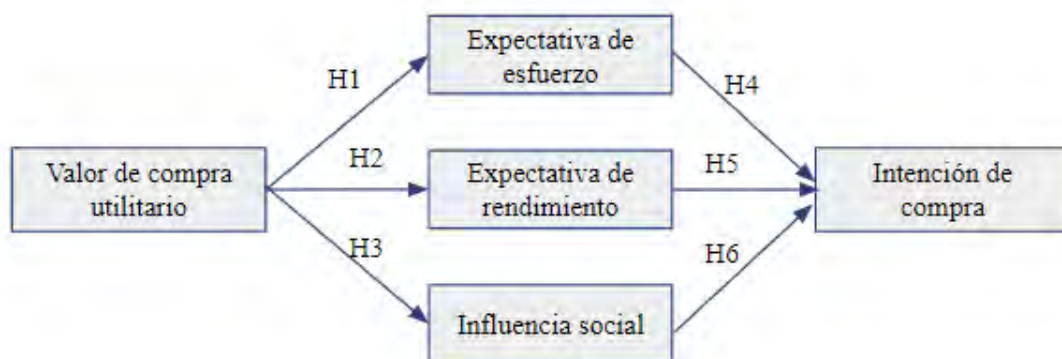 Expectativa de
esfuerzo
H1
H4
Valor de compra
utilitario
H2
Expectativa de
rendimiento
H5
Intención de
compra
H3
H6
Influencia social